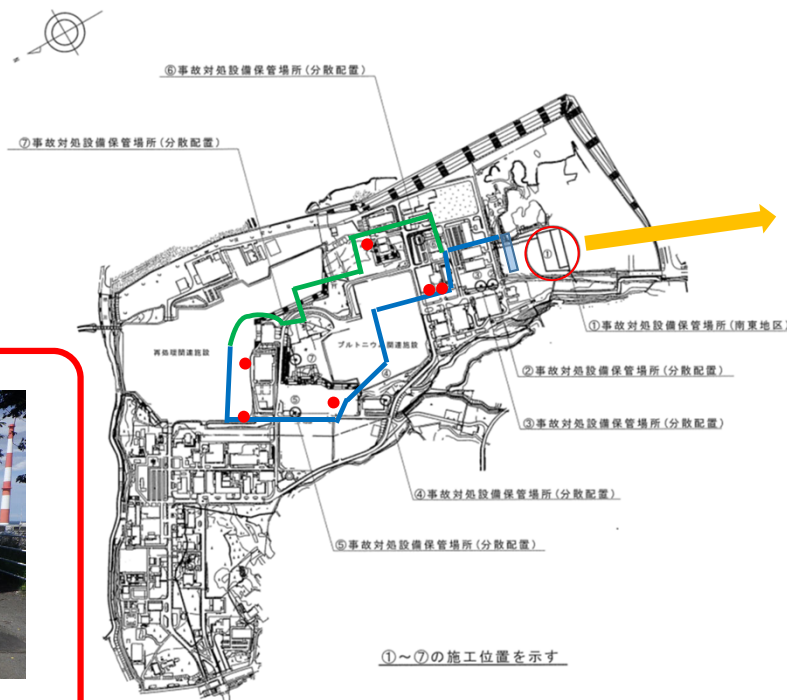 ⑥事故対処設備保管場所(分散配置)
⑦事故対処設備保管場所(分散配置)
①
①事故対処設備保管場所(南東地区)
再処理関連施設
プルトニウム関連施設
⑦
④
②事故対処設備保管場所(分散配置)
⑤
③事故対処設備保管場所(分散配置)
④事故対処設備保管場所(分散配置)
⑤事故対処設備保管場所(分散配置)
①~⑦の施工位置を示す